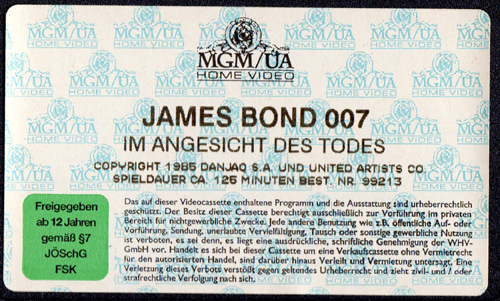 MGM/UA
HOME VIDEO
JAMES BOND 007
IM ANGESICHT DES TODES
COPYRIGHT 1985 DANJAQ S.A. UND UNITED ARTISTS CO
SPIELDAUER CA. 125 MINUTEN BEST. NR. 99213
Freigegeben
ab 12 Jahren
gemäß §7
JÖSchG
FSK
Das auf dieser Videocassette enthaltene Programm und die Ausstattung sind urheberrechtlich
geschützt. Der Besitz dieser Cassette berechtigt ausschließlich zur Vorführung im privaten
Bereich für nichtgewerbliche Zwecke. Jede andere Benutzung wie z.B. öffentliche Auf- oder
Vorführung, Sendung, unerlaubte Vervielfältigung, Tausch oder sonstige gewerbliche Nutzung
ist verboten, es sei denn, es liegt eine ausdrückliche, schriftliche Genehmigung der WHV-
GmbH vor. Handelt es sich bei dieser Cassette um eine Verkaufscassette ohne Vermietrecht
für den autorisierten Handel, sind darüber hinaus Verleih und Vermietung untersagt. Eine
Verletzung dieses Verbots verstößt gegen geltendes Urheberrecht und zieht zivil- und / oder
strafrechtliche Verfolgung nach sich.